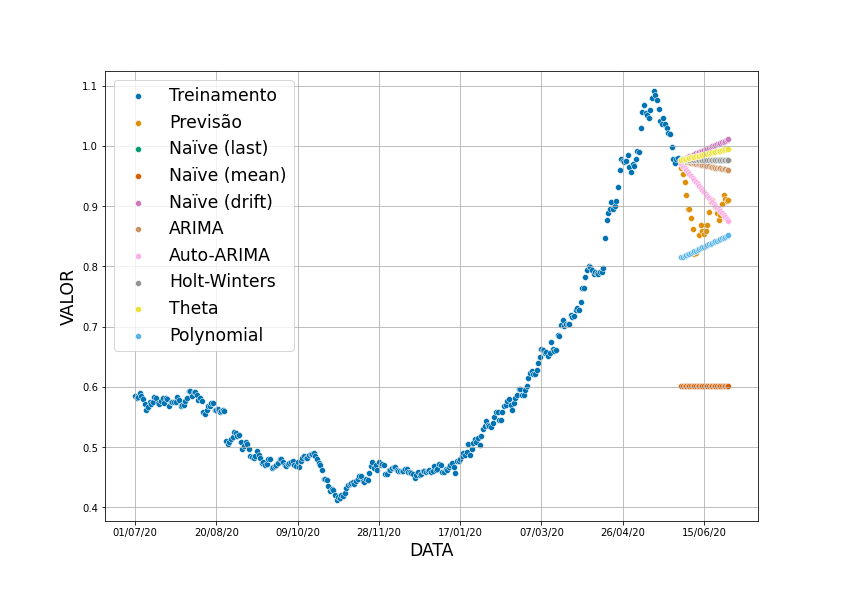 1.1
1.0
0.9
0.8
0.7
0.6
0.5
0.4
VALOR
Treinamento
Previsão
Naïve (last)
Naïve (mean)
Naïve (drift)
ARIMA
Auto-ARIMA
Holt-Winters
Theta
Polynomial
01/07/20 20/08/20 09/10/20 28/11/20 17/01/20 07/03/20 26/04/20 15/06/20
DATA